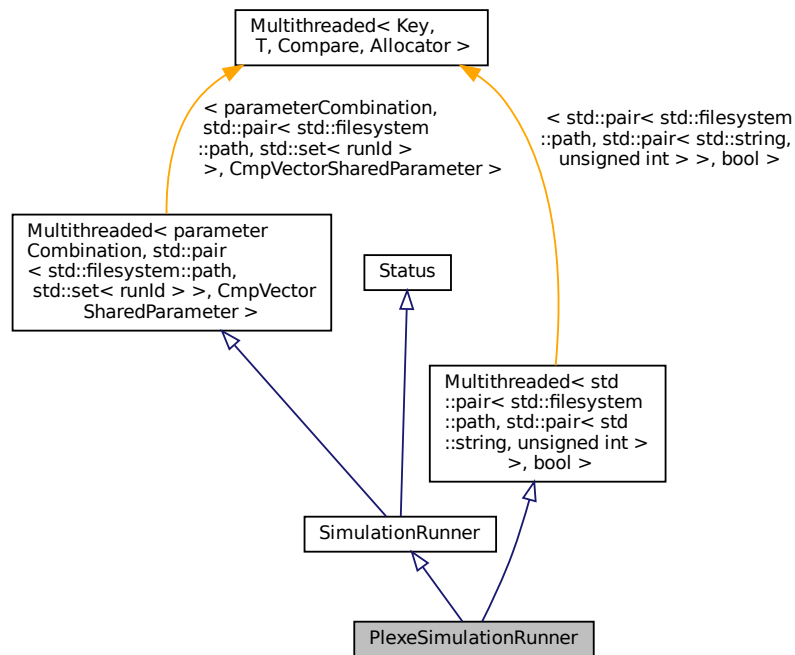 Multithreaded< Key,
T, Compare, Allocator >
< parameterCombination,
std::pair< std::filesystem
::path, std::set< runId >
>, CmpVectorSharedParameter >
< std::pair< std::filesystem
::path, std::pair< std::string,
unsigned int > >, bool >
Multithreaded< parameter
Combination, std::pair
< std::filesystem::path,
std::set< runId > >, CmpVector
SharedParameter >
Status
Multithreaded< std
::pair< std::filesystem
::path, std::pair< std
::string, unsigned int >
>, bool >
SimulationRunner
PlexeSimulationRunner